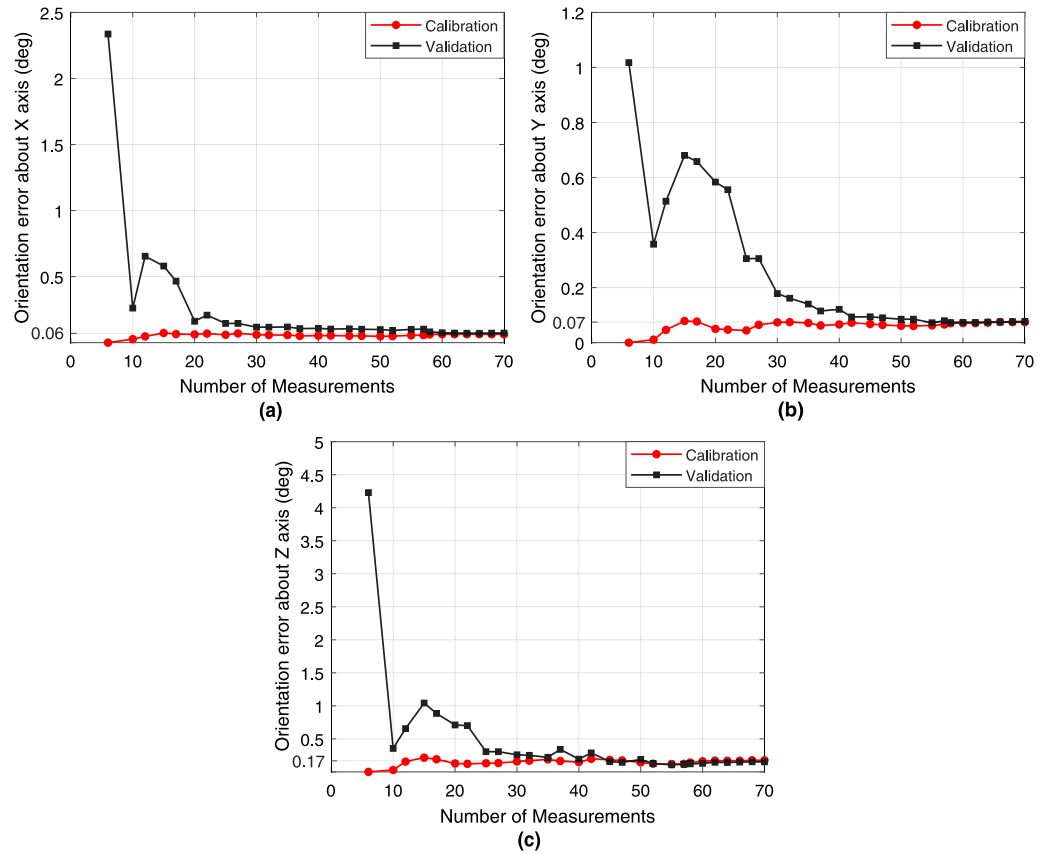 2.5
2
1.5
1
0.5
0.06
Orientation error about X axis (deg)
Calibration
Validation
0 10 20 30 40 50 60 70
Number of Measurements
(a)
1.2
1
0.8
0.6
0.4
0.2
0.07
0
Orientation error about Y axis (deg)
Calibration
Validation
0 10 20 30 40 50 60 70
Number of Measurements
(b)
5
4.5
4
3.5
3
2.5
2
1.5
1
0.5
0.17
Orientation error about Z axis (deg)
Calibration
Validation
0 10 20 30 40 50 60 70
Number of Measurements
(c)